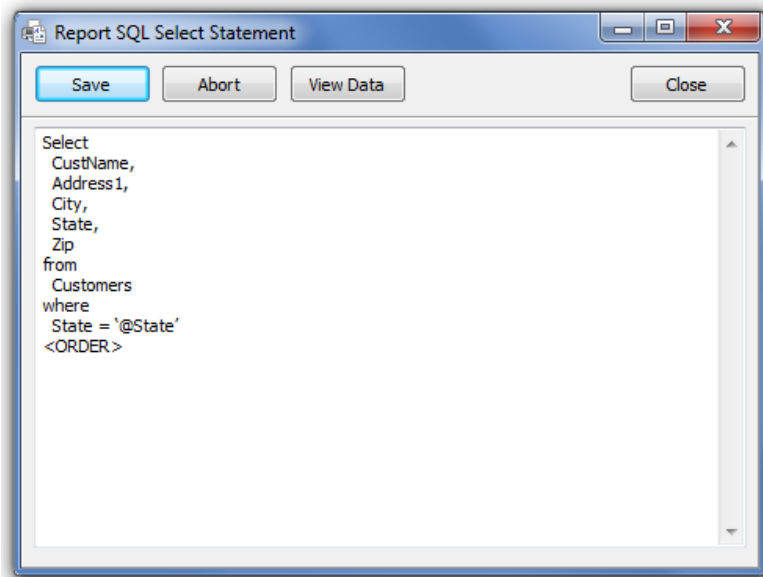 Report SQL Select Statement
Save Abort View Data Close
Select
CustName,
Address1,
City,
State,
Zip
from
Customers
where
State = ‘@State’
<ORDER>